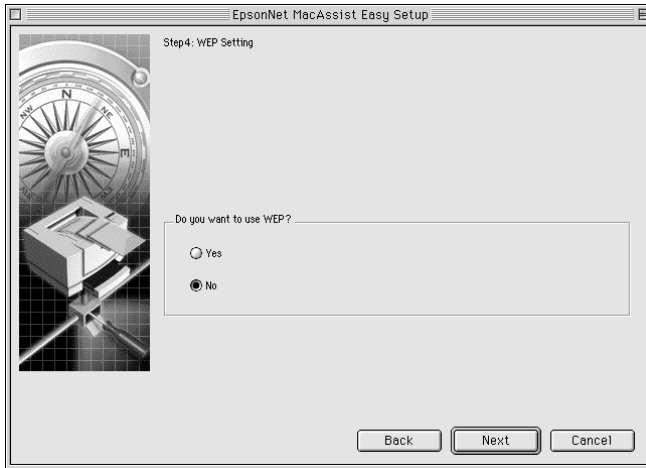 EpsonNet MacAssist Easy Setup
Step4: WEP Setting
N
NW
NE
E
SW
Do you want to use WEP?
Yes
No
Back
Next
Cancel